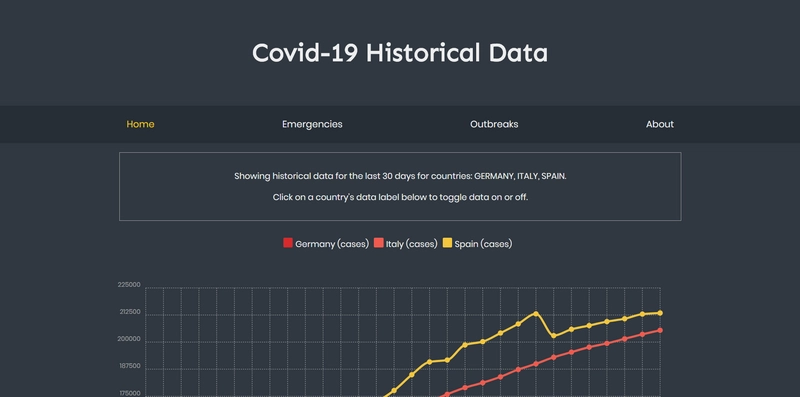 Covid-19 Historical Data
Home Emergencies Outbreaks About
Showing historical data for the last 30 days for countries: GERMANY, ITALY, SPAIN.
Click on a country's data label below to toggle data on or off.
Germany (cases) Italy (cases) Spain (cases)
225000
212500
200000
187500
175000